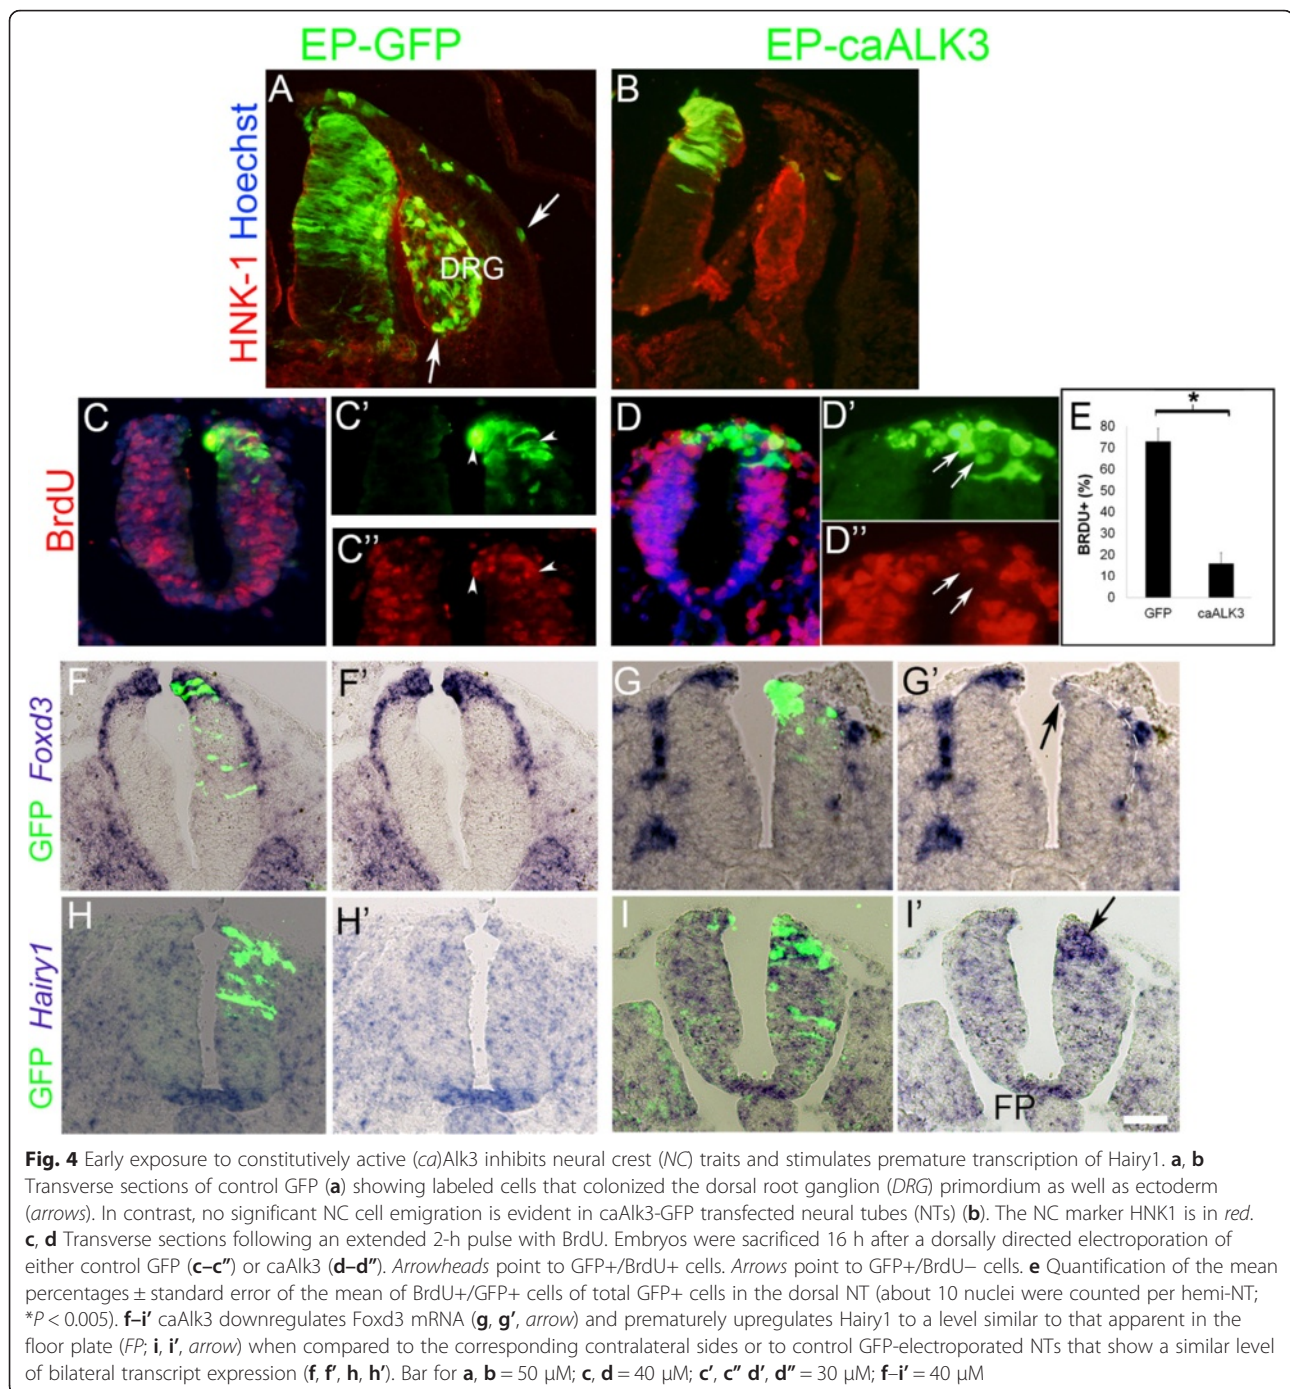 EP-GFP
EP-caALK3
HNK-1 Hoechst
A
DRG
B
BrdU
C
C'
C''
D
D'
D''
E
*
BRDU+ (%)
80
70
60
50
40
30
20
10
0
GFP
caALK3
GFP Foxd3
F
F'
G
G'
GFP Hairy1
H
H'
I
FP
I'
Fig. 4 Early exposure to constitutively active (ca)Alk3 inhibits neural crest (NC) traits and stimulates premature transcription of Hairy1. a, b
Transverse sections of control GFP (a) showing labeled cells that colonized the dorsal root ganglion (DRG) primordium as well as ectoderm
(arrows). In contrast, no significant NC cell emigration is evident in caAlk3-GFP transfected neural tubes (NTs) (b). The NC marker HNK1 is in red.
c, d Transverse sections following an extended 2-h pulse with BrdU. Embryos were sacrificed 16 h after a dorsally directed electroporation of
either control GFP (c–c″) or caAlk3 (d–d″). Arrowheads point to GFP+/BrdU+ cells. Arrows point to GFP+/BrdU− cells. e Quantification of the mean
percentages ± standard error of the mean of BrdU+/GFP+ cells of total GFP+ cells in the dorsal NT (about 10 nuclei were counted per hemi-NT;
*P < 0.005). f–i′ caAlk3 downregulates Foxd3 mRNA (g, g′, arrow) and prematurely upregulates Hairy1 to a level similar to that apparent in the
floor plate (FP; i, i′, arrow) when compared to the corresponding contralateral sides or to control GFP-electroporated NTs that show a similar level
of bilateral transcript expression (f, f′, h, h′). Bar for a, b = 50 μM; c, d = 40 μM; c′, c″ d′, d″ = 30 μM; f–i′ = 40 μM